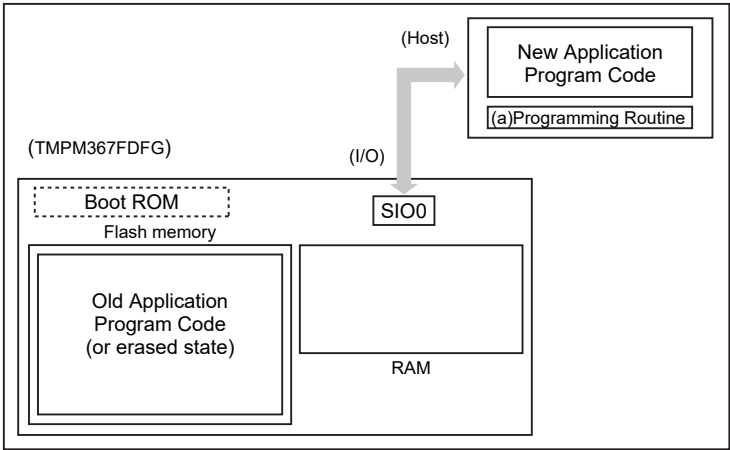 (Host)
New Application
Program Code
(a)Programming Routine
(TMPM367FDFG)
(I/O)
Boot ROM
SIO0
Flash memory
Old Application
Program Code
(or erased state)
RAM